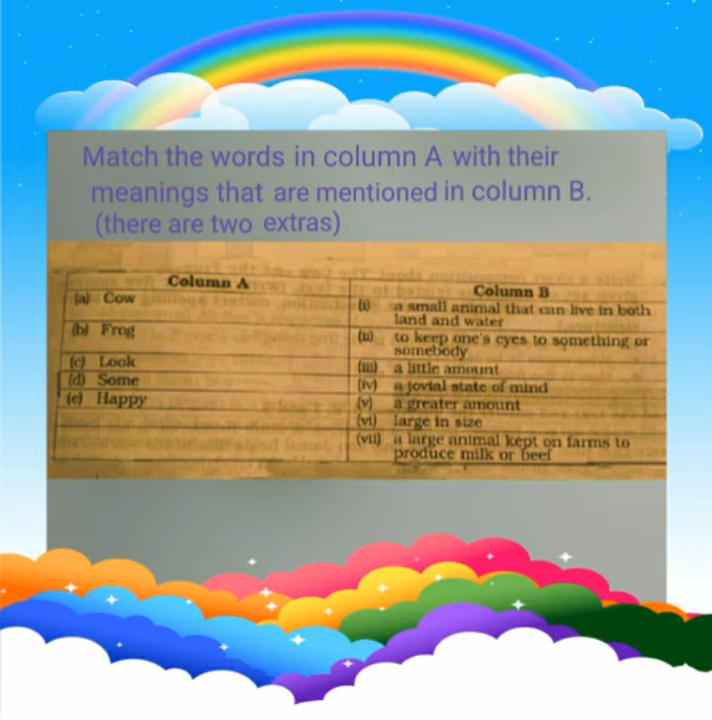 Match the words in column A with their
meanings that are mentioned in column B.
(there are two extras)
Column A
Column B
(a) Cow
(i) a small animal that can live in both
land and water
(b) Frog
(ii) to keep one's eyes to something or
somebody
(c) Look
(iii) a little amount
(d) Some
(iv) a jovial state of mind
(e) Happy
(v) a greater amount
(vi) large in size
(vii) a large animal kept on farms to
produce milk or beef